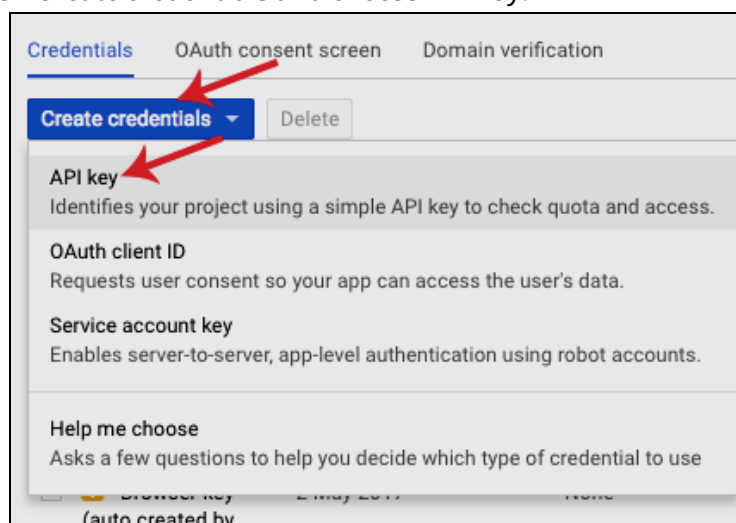 Credentials OAuth consent screen Domain verification
Create credentials Delete
API key
Identifies your project using a simple API key to check quota and access.
OAuth client ID
Requests user consent so your app can access the user's data.
Service account key
Enables server-to-server, app-level authentication using robot accounts.
Help me choose
Asks a few questions to help you decide which type of credential to use
(auto created by